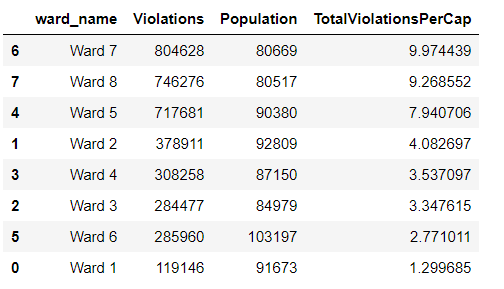 ward_name Violations Population TotalViolationsPerCap
6 Ward 7 804628 80669 9.974439
7 Ward 8 746276 80517 9.268552
4 Ward 5 717681 90380 7.940706
1 Ward 2 378911 92809 4.082697
3 Ward 4 308258 87150 3.537097
2 Ward 3 284477 84979 3.347615
5 Ward 6 285960 103197 2.771011
0 Ward 1 119146 91673 1.299685